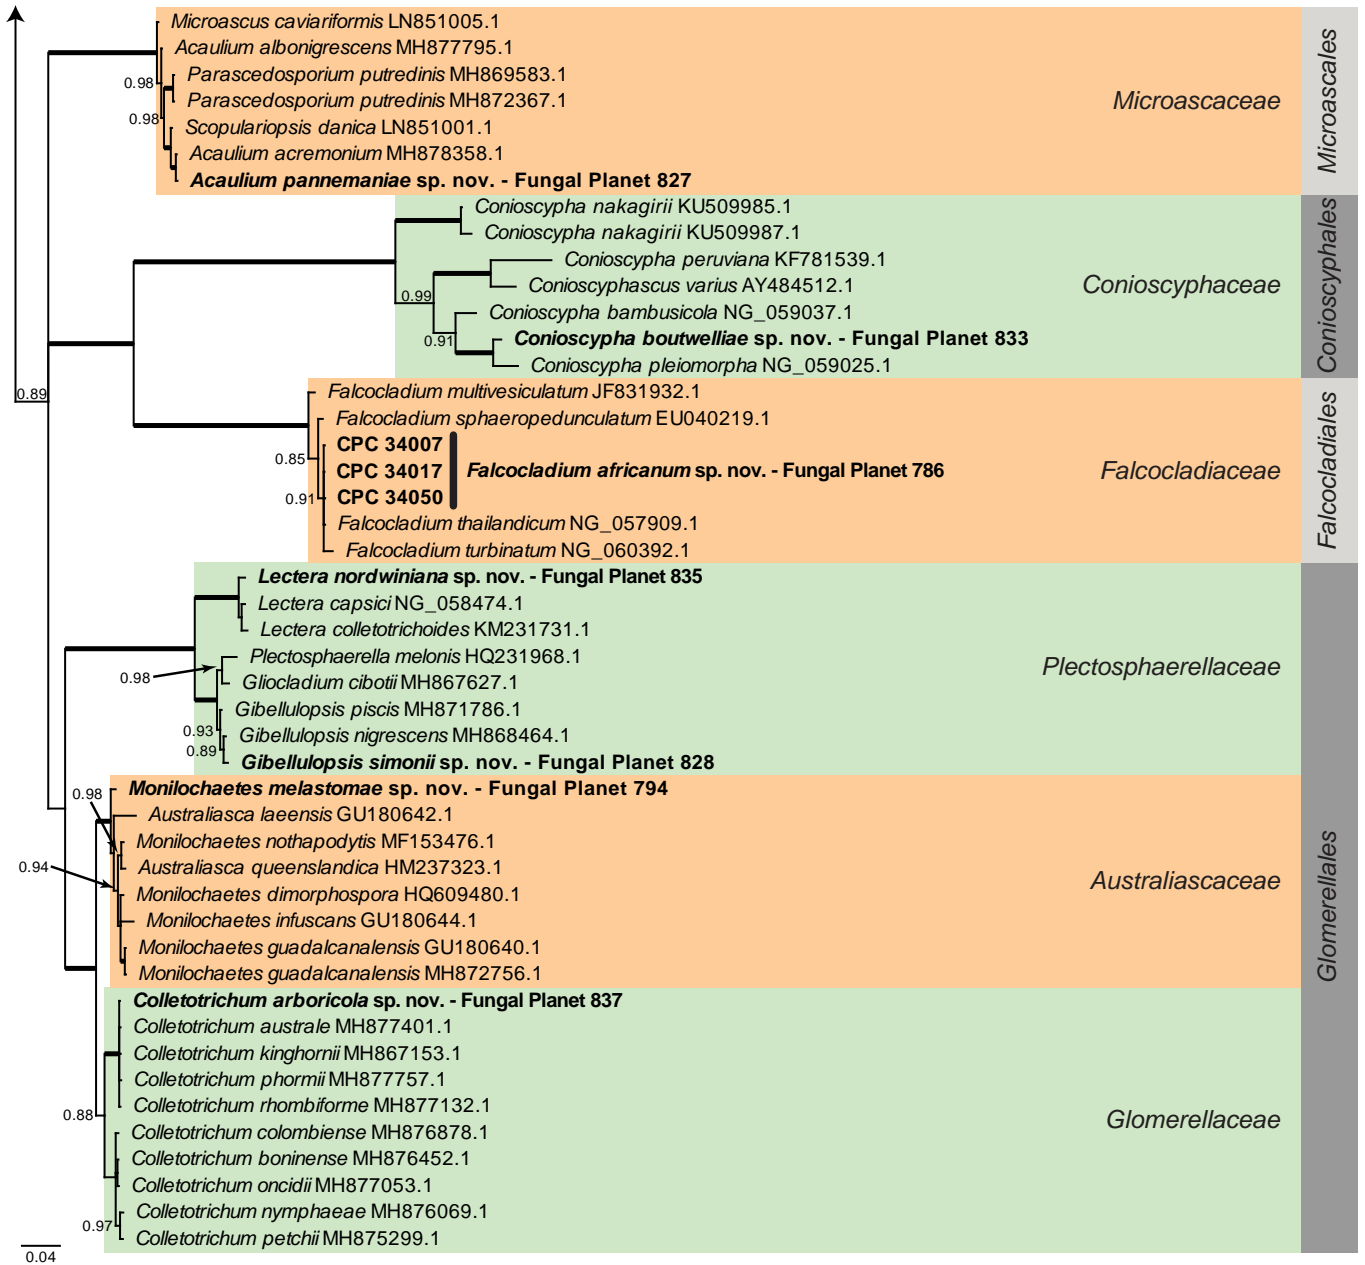 Microascus caviariformis LN851005.1
Acaulium albonigrescens MH877795.1
0.98
Parascedosporium putredinis MH869583.1
Parascedosporium putredinis MH872367.1
Microascaceae
Microascales
0.98
Scopulariopsis danica LN851001.1
Acaulium acremonium MH878358.1
Acaulium pannemaniae sp. nov. - Fungal Planet 827
Conioscypha nakagirii KU509985.1
Conioscypha nakagirii KU509987.1
Conioscypha peruviana KF781539.1
Conioscyphascus varius AY484512.1
Conioscyphaceae
Conioscyphales
0.99
Conioscypha bambusicola NG_059037.1
0.91
Conioscypha boutwelliae sp. nov. - Fungal Planet 833
Conioscypha pleiomorpha NG_059025.1
0.89
Falcocladium multivesiculatum JF831932.1
Falcocladium sphaeropedunculatum EU040219.1
CPC 34007
0.85
CPC 34017
Falcocladium africanum sp. nov. - Fungal Planet 786
Falcocladiaceae
Falcocladiales
0.91
CPC 34050
Falcocladium thailandicum NG_057909.1
Falcocladium turbinatum NG_060392.1
Lectera nordwiniana sp. nov. - Fungal Planet 835
Lectera capsici NG_058474.1
Lectera colletotrichoides KM231731.1
Plectosphaerella melonis HQ231968.1
Plectosphaerellaceae
0.98
Gliocladium cibotii MH867627.1
Gibellulopsis piscis MH871786.1
0.93
Gibellulopsis nigrescens MH868464.1
0.89
Gibellulopsis simonii sp. nov. - Fungal Planet 828
Monilochaetes melastomae sp. nov. - Fungal Planet 794
0.98
Australiasca laeensis GU180642.1
Monilochaetes nothapodytis MF153476.1
0.94
Australiasca queenslandica HM237323.1
Monilochaetes dimorphospora HQ609480.1
Australiascaceae
Glomerellales
Monilochaetes infuscans GU180644.1
Monilochaetes guadalcanalensis GU180640.1
Monilochaetes guadalcanalensis MH872756.1
Colletotrichum arboricola sp. nov. - Fungal Planet 837
Colletotrichum australe MH877401.1
Colletotrichum kinghornii MH867153.1
Colletotrichum phormii MH877757.1
Colletotrichum rhombiforme MH877132.1
0.88
Glomerellaceae
Colletotrichum colombiense MH876878.1
Colletotrichum boninense MH876452.1
Colletotrichum oncidii MH877053.1
Colletotrichum nymphaeae MH876069.1
0.97
Colletotrichum petchii MH875299.1
0.04